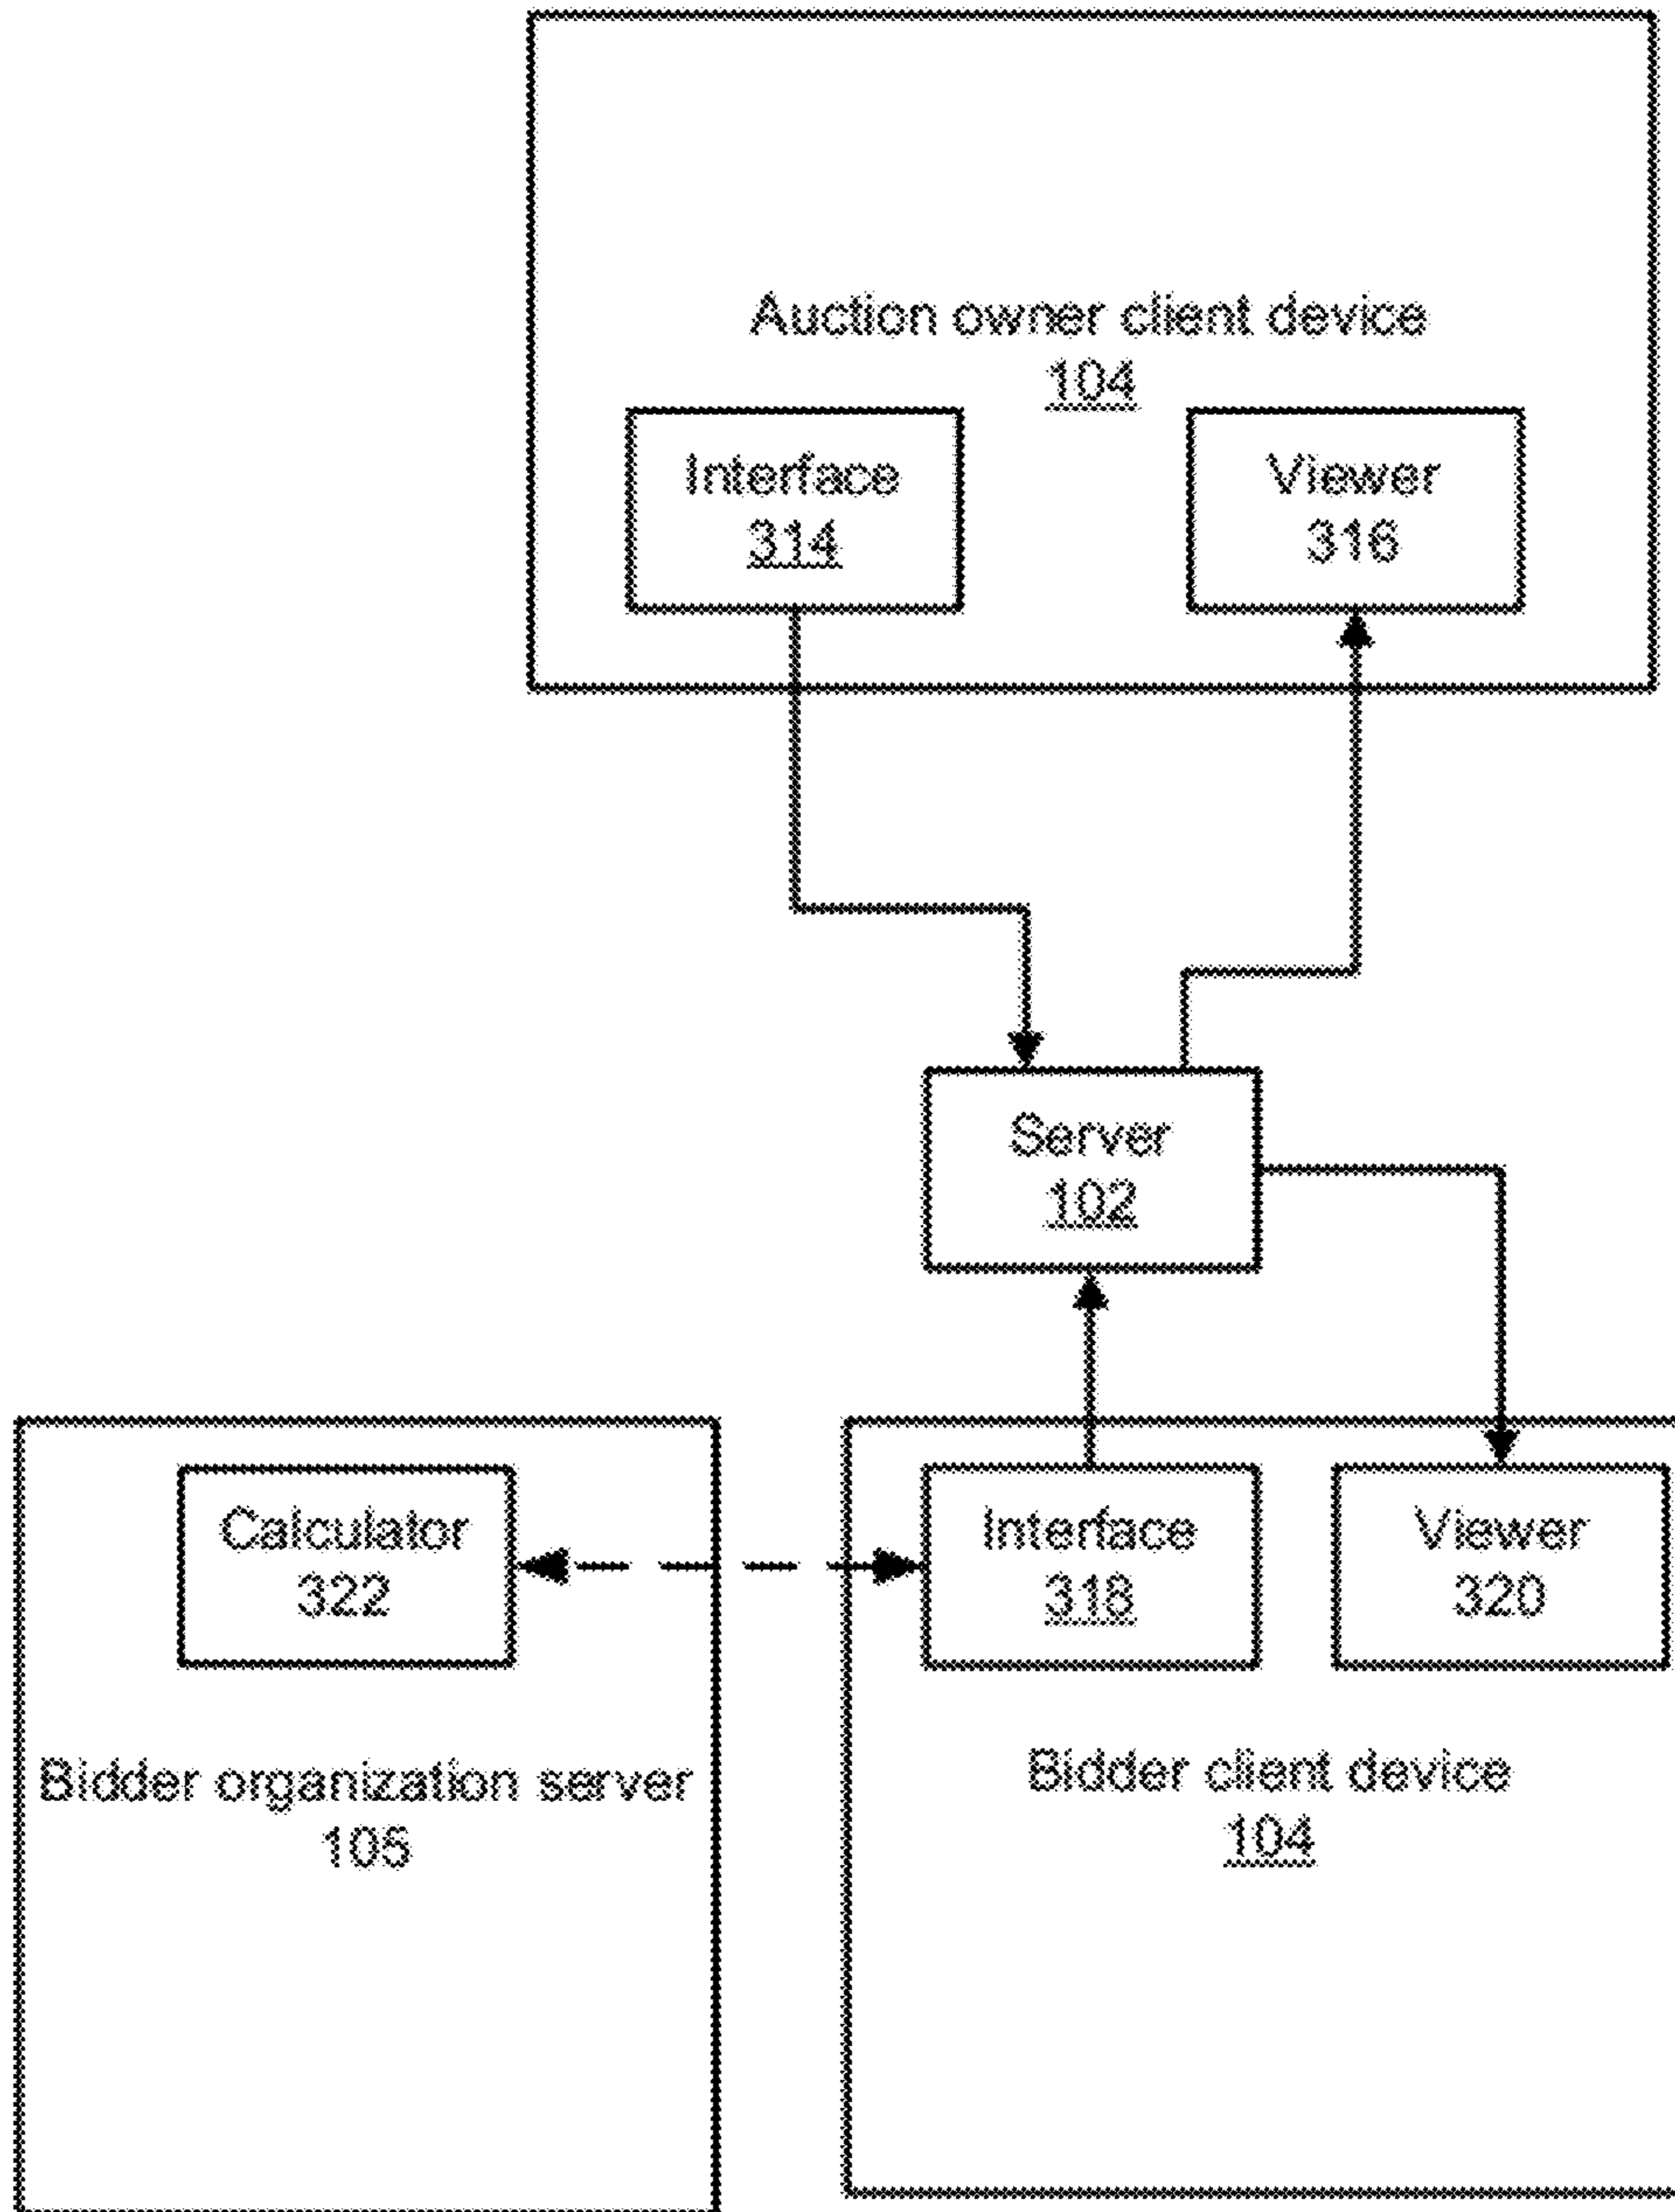 Auction owner client device
104
Interface
314
Viewer
316
Server
102
Calculator
322
Interface
318
Viewer
320
Bidder organization server
105
Bidder client device
104